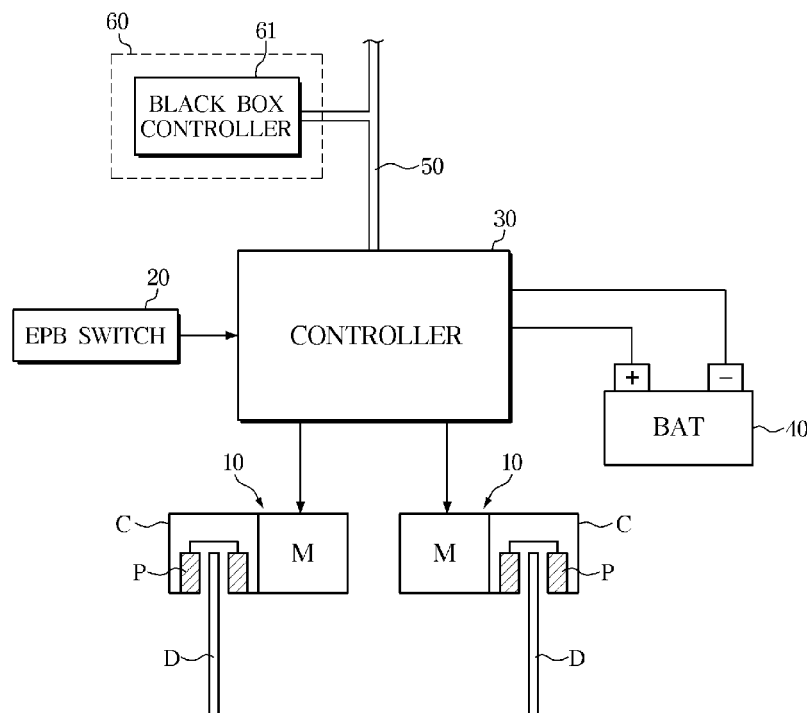 60
61
BLACK BOX
CONTROLLER
50
30
20
EPB SWITCH
CONTROLLER
+
−
BAT
40
10
10
C
M
M
C
P
P
D
D